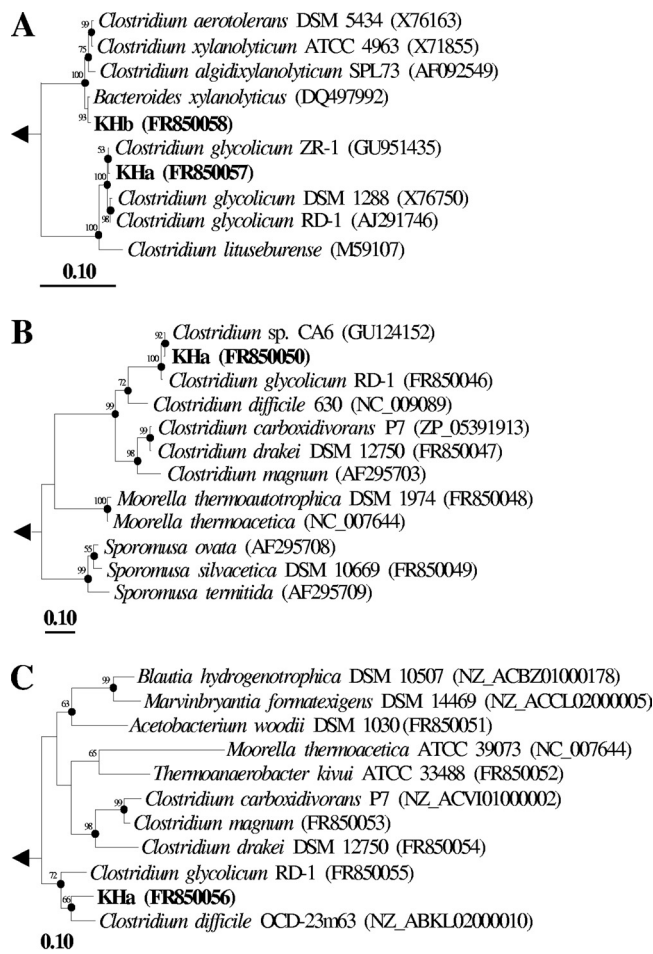 A
99
Clostridium aerotolerans DSM 5434 (X76163)
75
Clostridium xylanolyticum ATCC 4963 (X71855)
100
Clostridium algidixylanolyticum SPL73 (AF092549)
Bacteroides xylanolyticus (DQ497992)
93
KHb (FR850058)
53
Clostridium glycolicum ZR-1 (GU951435)
KHa (FR850057)
100
Clostridium glycolicum DSM 1288 (X76750)
98
Clostridium glycolicum RD-1 (AJ291746)
100
Clostridium lituseburense (M59107)
0.10
B
92
Clostridium sp. CA6 (GU124152)
KHa (FR850050)
100
Clostridium glycolicum RD-1 (FR850046)
72
Clostridium difficile 630 (NC_009089)
99
99
Clostridium carboxidivorans P7 (ZP_05391913)
Clostridium drakei DSM 12750 (FR850047)
98
Clostridium magnum (AF295703)
100
Moorella thermoautotrophica DSM 1974 (FR850048)
Moorella thermoacetica (NC_007644)
55
Sporomusa ovata (AF295708)
99
Sporomusa silvacetica DSM 10669 (FR850049)
Sporomusa termitida (AF295709)
0.10
C
99
Blautia hydrogenotrophica DSM 10507 (NZ_ACBZ01000178)
63
Marvinbryantia formatexigens DSM 14469 (NZ_ACCL02000005)
Acetobacterium woodii DSM 1030(FR850051)
65
Moorella thermoacetica ATCC 39073 (NC_007644)
Thermoanaerobacter kivui ATCC 33488 (FR850052)
99
Clostridium carboxidivorans P7 (NZ_ACVI01000002)
98
Clostridium magnum (FR850053)
Clostridium drakei DSM 12750 (FR850054)
72
Clostridium glycolicum RD-1 (FR850055)
66
KHa (FR850056)
Clostridium difficile OCD-23m63 (NZ_ABKL02000010)
0.10